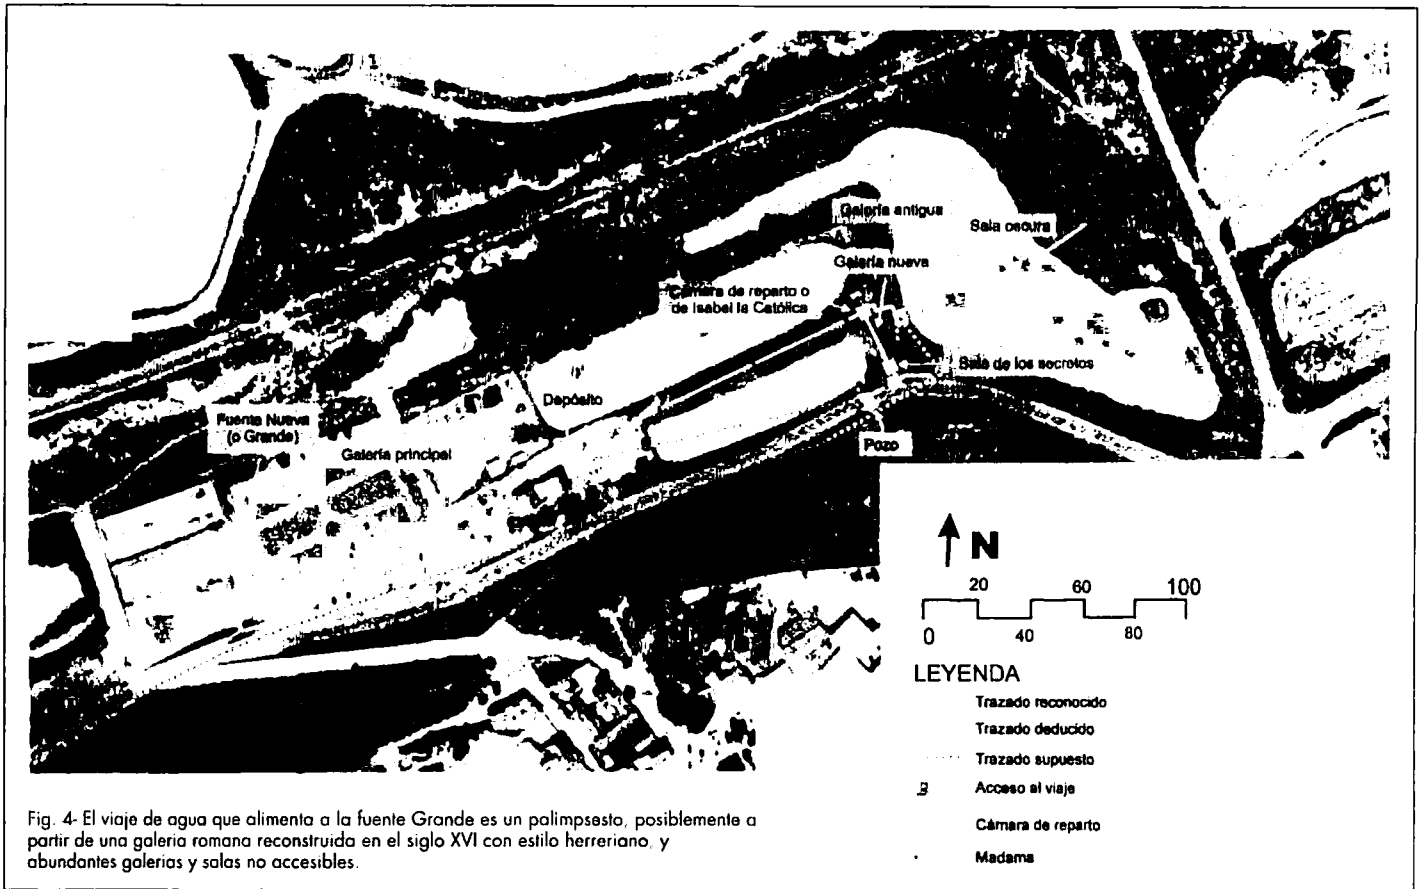 Galería antigua
Sala oscura
Galería nueva
Cámara de reparto o
de Isabel la Católica
Sala de los secretos
Depósito
Fuente Nueva
(o Grande)
Galería principal
Pozo
N
20 60 100
0 40 80
LEYENDA
Trazado reconocido
Trazado deducido
Trazado supuesto
Acceso al viaje
Cámara de reparto
Madama
Fig. 4- El viaje de agua que alimenta a la fuente Grande es un palimpsesto, posiblemente a
partir de una galeria romana reconstruida en el siglo XVI con estilo herreriano, y
abundantes galerias y salas no accesibles.